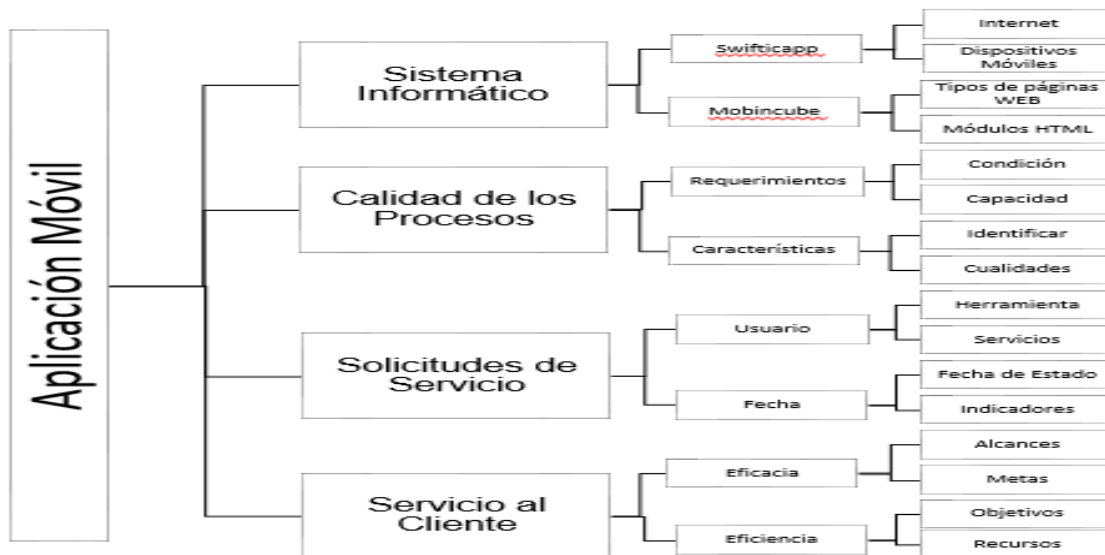 Aplicación Móvil
Sistema
Informático
Swifticapp
Internet
Dispositivos
Móviles
Mobincube
Tipos de páginas
WEB
Módulos HTML
Calidad de los
Procesos
Requerimientos
Condición
Capacidad
Características
Identificar
Cualidades
Solicitudes de
Servicio
Usuario
Herramienta
Servicios
Fecha
Fecha de Estado
Indicadores
Servicio al
Cliente
Eficacia
Alcances
Metas
Eficiencia
Objetivos
Recursos